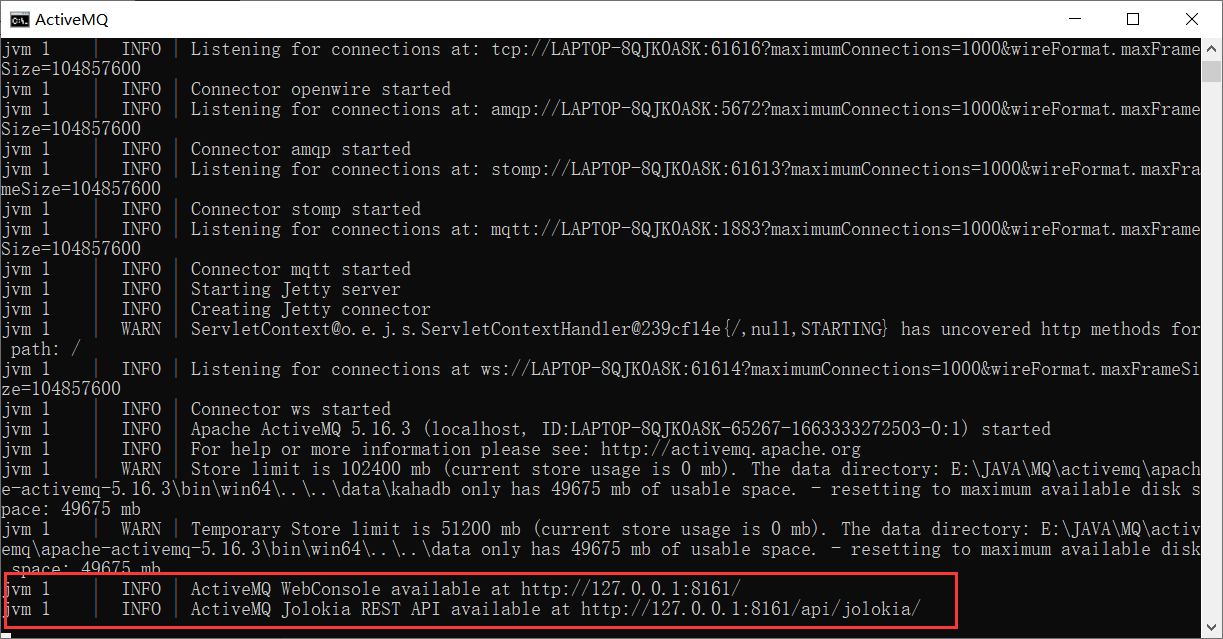 ActiveMQ
jvm 1 | INFO | Listening for connections at: tcp://LAPTOP-8QJK0A8K:61616?maximumConnections=1000&wireFormat.maxFrame
Size=104857600
jvm 1 | INFO | Connector openwire started
jvm 1 | INFO | Listening for connections at: amqp://LAPTOP-8QJK0A8K:5672?maximumConnections=1000&wireFormat.maxFrame
Size=104857600
jvm 1 | INFO | Connector amqp started
jvm 1 | INFO | Listening for connections at: stomp://LAPTOP-8QJK0A8K:61613?maximumConnections=1000&wireFormat.maxFra
meSize=104857600
jvm 1 | INFO | Connector stomp started
jvm 1 | INFO | Listening for connections at: mqtt://LAPTOP-8QJK0A8K:1883?maximumConnections=1000&wireFormat.maxFrame
Size=104857600
jvm 1 | INFO | Connector mqtt started
jvm 1 | INFO | Starting Jetty server
jvm 1 | INFO | Creating Jetty connector
jvm 1 | WARN | ServletContext@o.e.j.s.ServletContextHandler@239cf14e{/,null,STARTING} has uncovered http methods for
path: /
jvm 1 | INFO | Listening for connections at ws://LAPTOP-8QJK0A8K:61614?maximumConnections=1000&wireFormat.maxFrameSi
ze=104857600
jvm 1 | INFO | Connector ws started
jvm 1 | INFO | Apache ActiveMQ 5.16.3 (localhost, ID:LAPTOP-8QJK0A8K-65267-1663333272503-0:1) started
jvm 1 | INFO | For help or more information please see: http://activemq.apache.org
jvm 1 | WARN | Store limit is 102400 mb (current store usage is 0 mb). The data directory: E:\JAVA\MQ\activemq\apach
e-activemq-5.16.3\bin\win64\..\..\data\kahadb only has 49675 mb of usable space. - resetting to maximum available disk s
pace: 49675 mb
jvm 1 | WARN | Temporary Store limit is 51200 mb (current store usage is 0 mb). The data directory: E:\JAVA\MQ\activ
emq\apache-activemq-5.16.3\bin\win64\..\..\data only has 49675 mb of usable space. - resetting to maximum available disk
space: 49675 mb
jvm 1 | INFO | ActiveMQ WebConsole available at http://127.0.0.1:8161/
jvm 1 | INFO | ActiveMQ Jolokia REST API available at http://127.0.0.1:8161/api/jolokia/